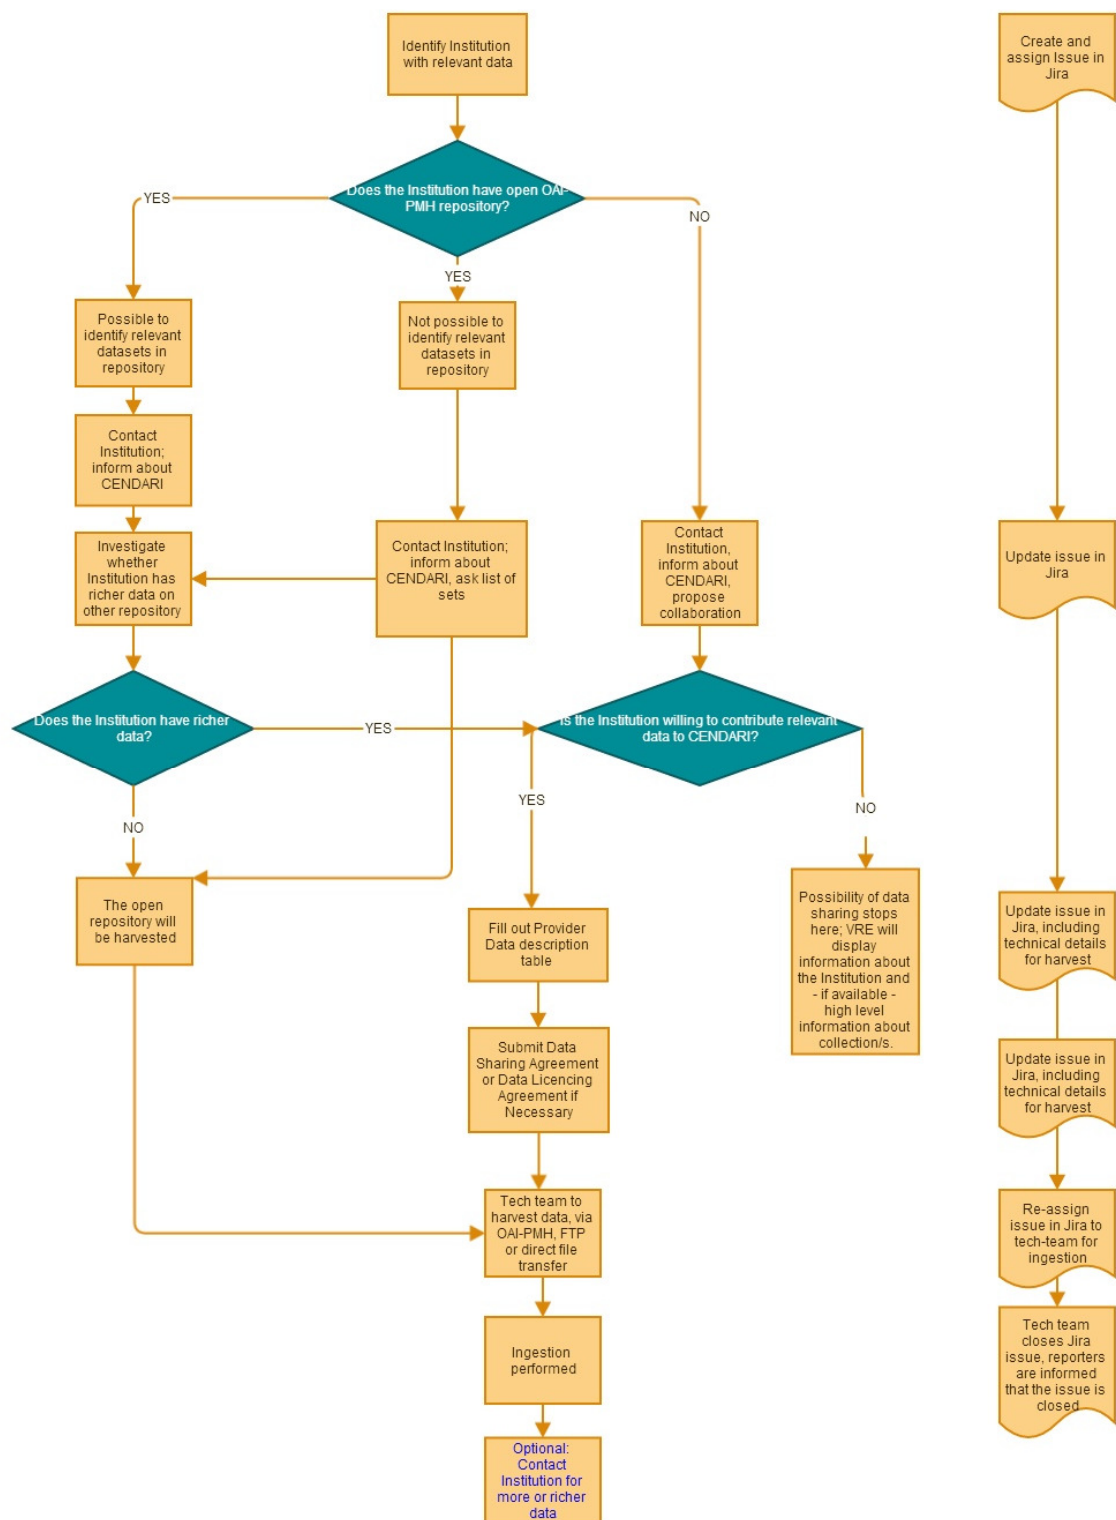 Identify Institution
with relevant data
Create and
assign Issue in
Jira
Does the Institution have open OAI-
PMH repository?
YES
NO
YES
Possible to
identify relevant
datasets in
repository
Not possible to
identify relevant
datasets in
repository
Contact
Institution;
inform about
CENDARI
Investigate
whether
Institution has
richer data on
other repository
Contact Institution;
inform about
CENDARI, ask list of
sets
Contact
Institution,
inform about
CENDARI,
propose
collaboration
Update issue in
Jira
Does the Institution have richer
data?
YES
Is the Institution willing to contribute relevant
data to CENDARI?
YES
NO
NO
The open
repository will
be harvested
Fill out Provider
Data description
table
Possibility of data
sharing stops
here; VRE will
display
information about
the Institution and
- if available -
high level
information about
collection/s.
Update issue in
Jira, including
technical details
for harvest
Submit Data
Sharing Agreement
or Data Licencing
Agreement if
Necessary
Update issue in
Jira, including
technical details
for harvest
Tech team to
harvest data, via
OAI-PMH, FTP
or direct file
transfer
Re-assign
issue in Jira to
tech-team for
ingestion
Ingestion
performed
Tech team
closes Jira
issue, reporters
are informed
that the issue is
closed
Optional:
Contact
Institution for
more or richer
data